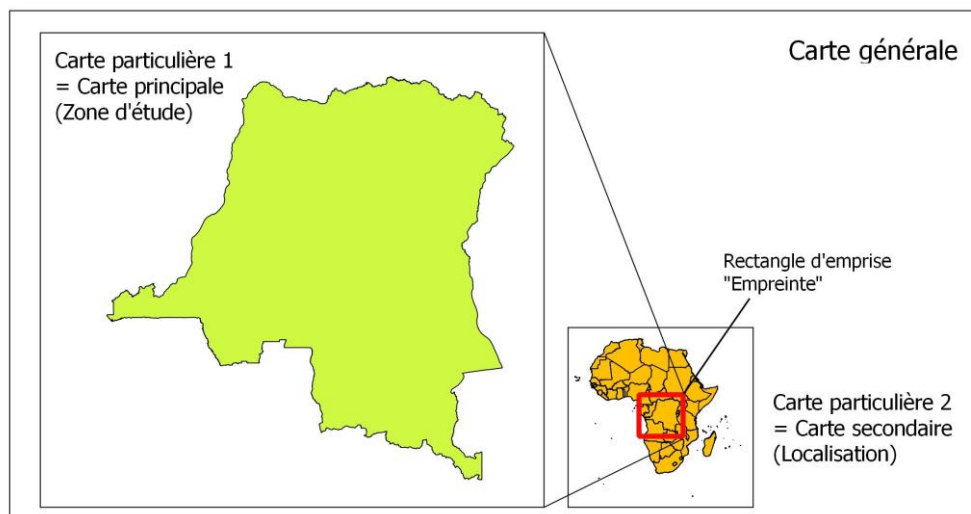 Carte particulière 1
= Carte principale
(Zone d'étude)
Carte générale
Rectangle d'emprise
"Empreinte"
Carte particulière 2
= Carte secondaire
(Localisation)